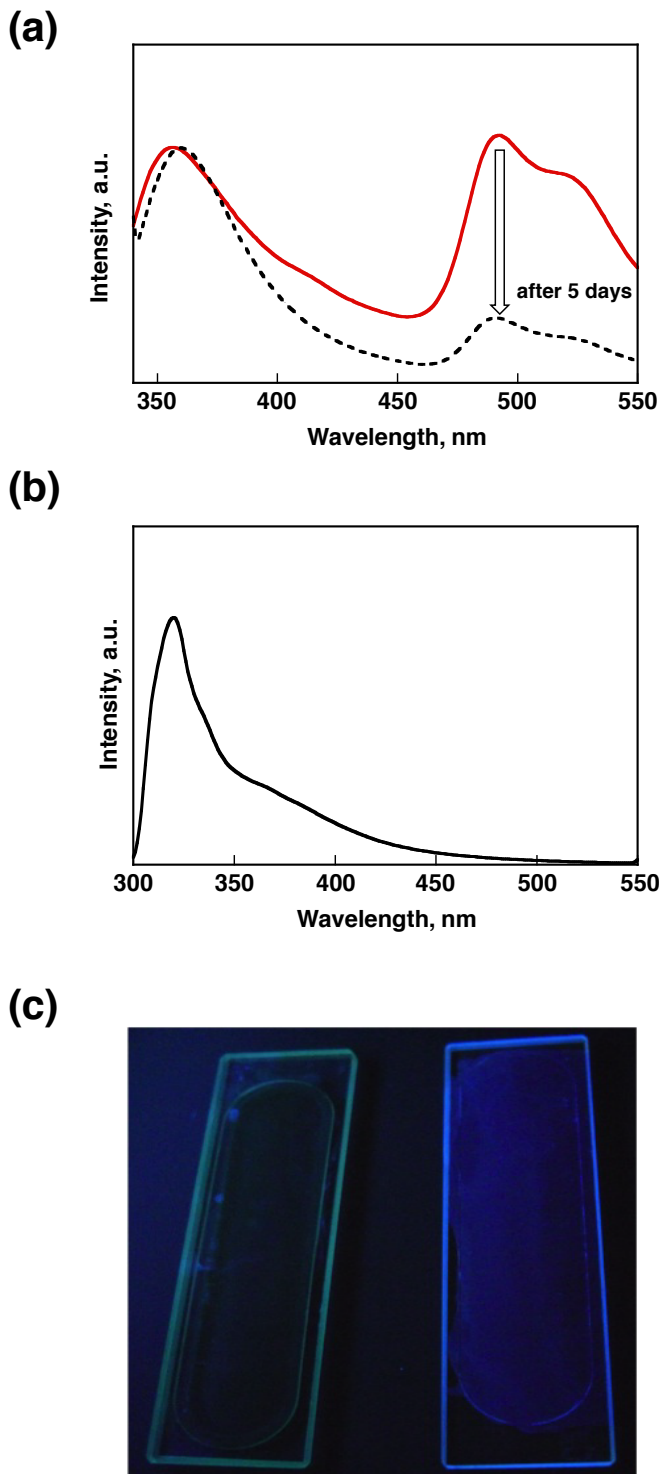 (a)
Intensity, a.u.
after 5 days
350 400 450 500 550
Wavelength, nm
(b)
Intensity, a.u.
300 350 400 450 500 550
Wavelength, nm
(c)